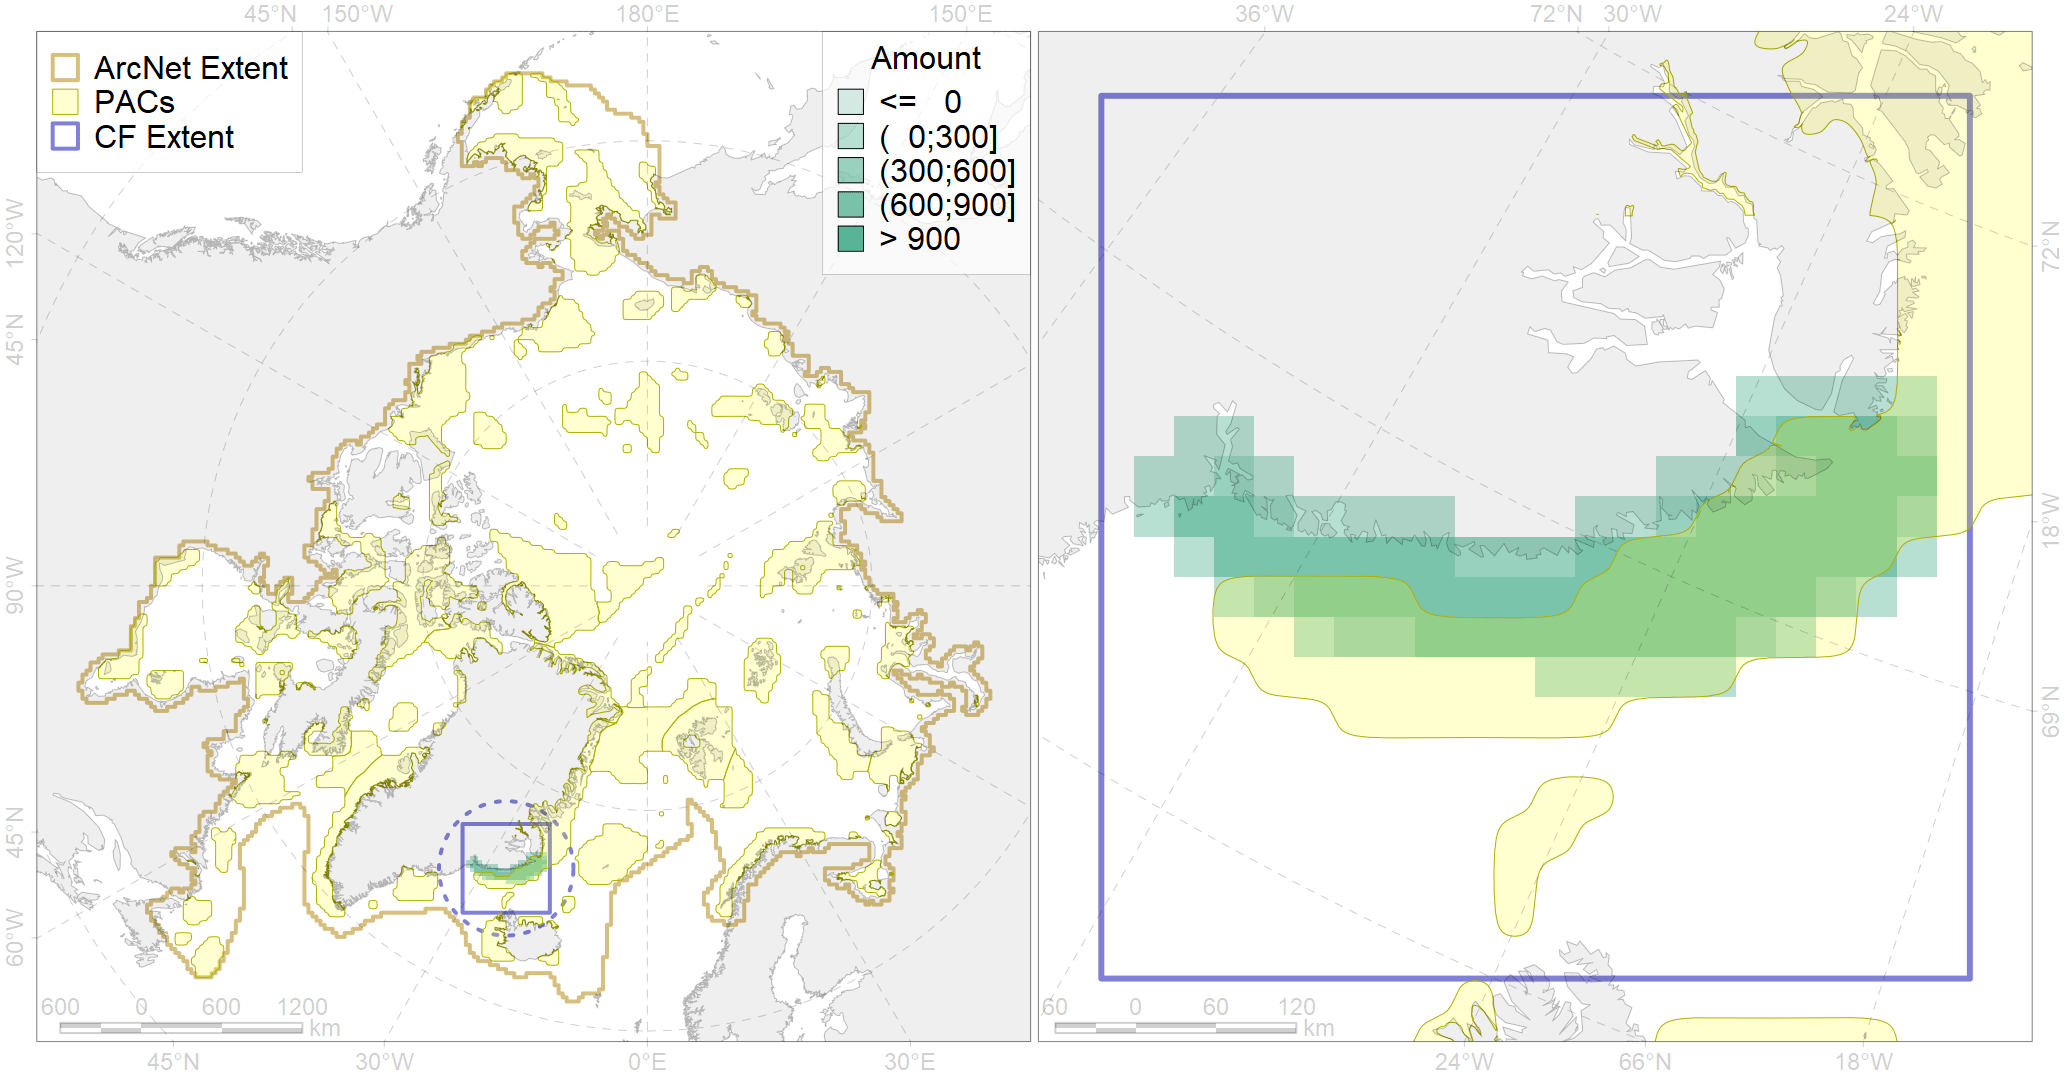 45°N 150°W 180°E 150°E 36°W 72°N 30°W 24°W
ArcNet Extent
PACs
CF Extent
Amount
<= 0
( 0;300]
(300;600]
(600;900]
> 900
120°W
45°N
90°W
45°N
60°W
72°N
18°W
69°N
600 0 600 1200
km
60 0 60 120
km
45°N 30°W 0°E 30°E 24°W 66°N 18°W